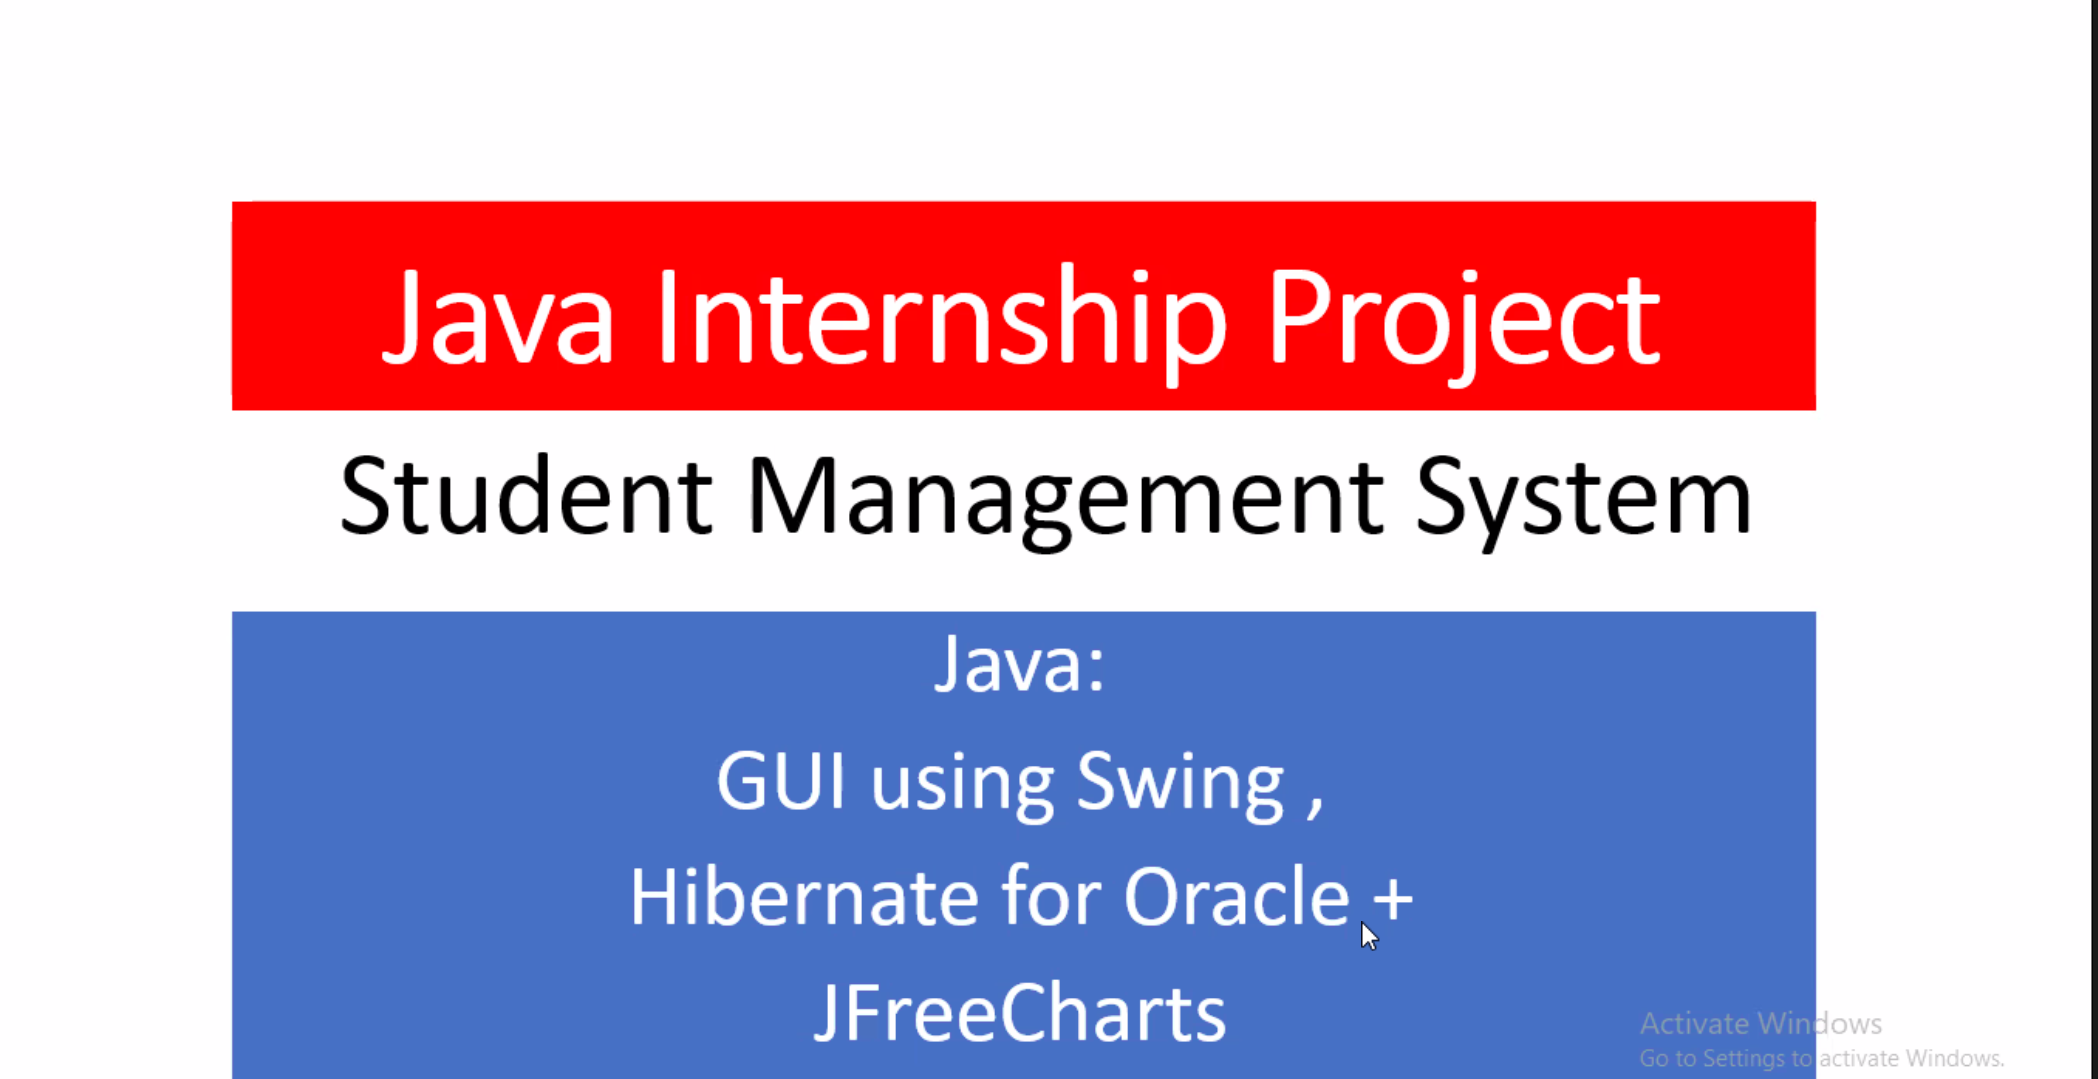 Java Internship Project
Student Management System
Java:
GUI using Swing ,
Hibernate for Oracle +
JFreeCharts
Activate Windows
Go to Settings to activate Windows.